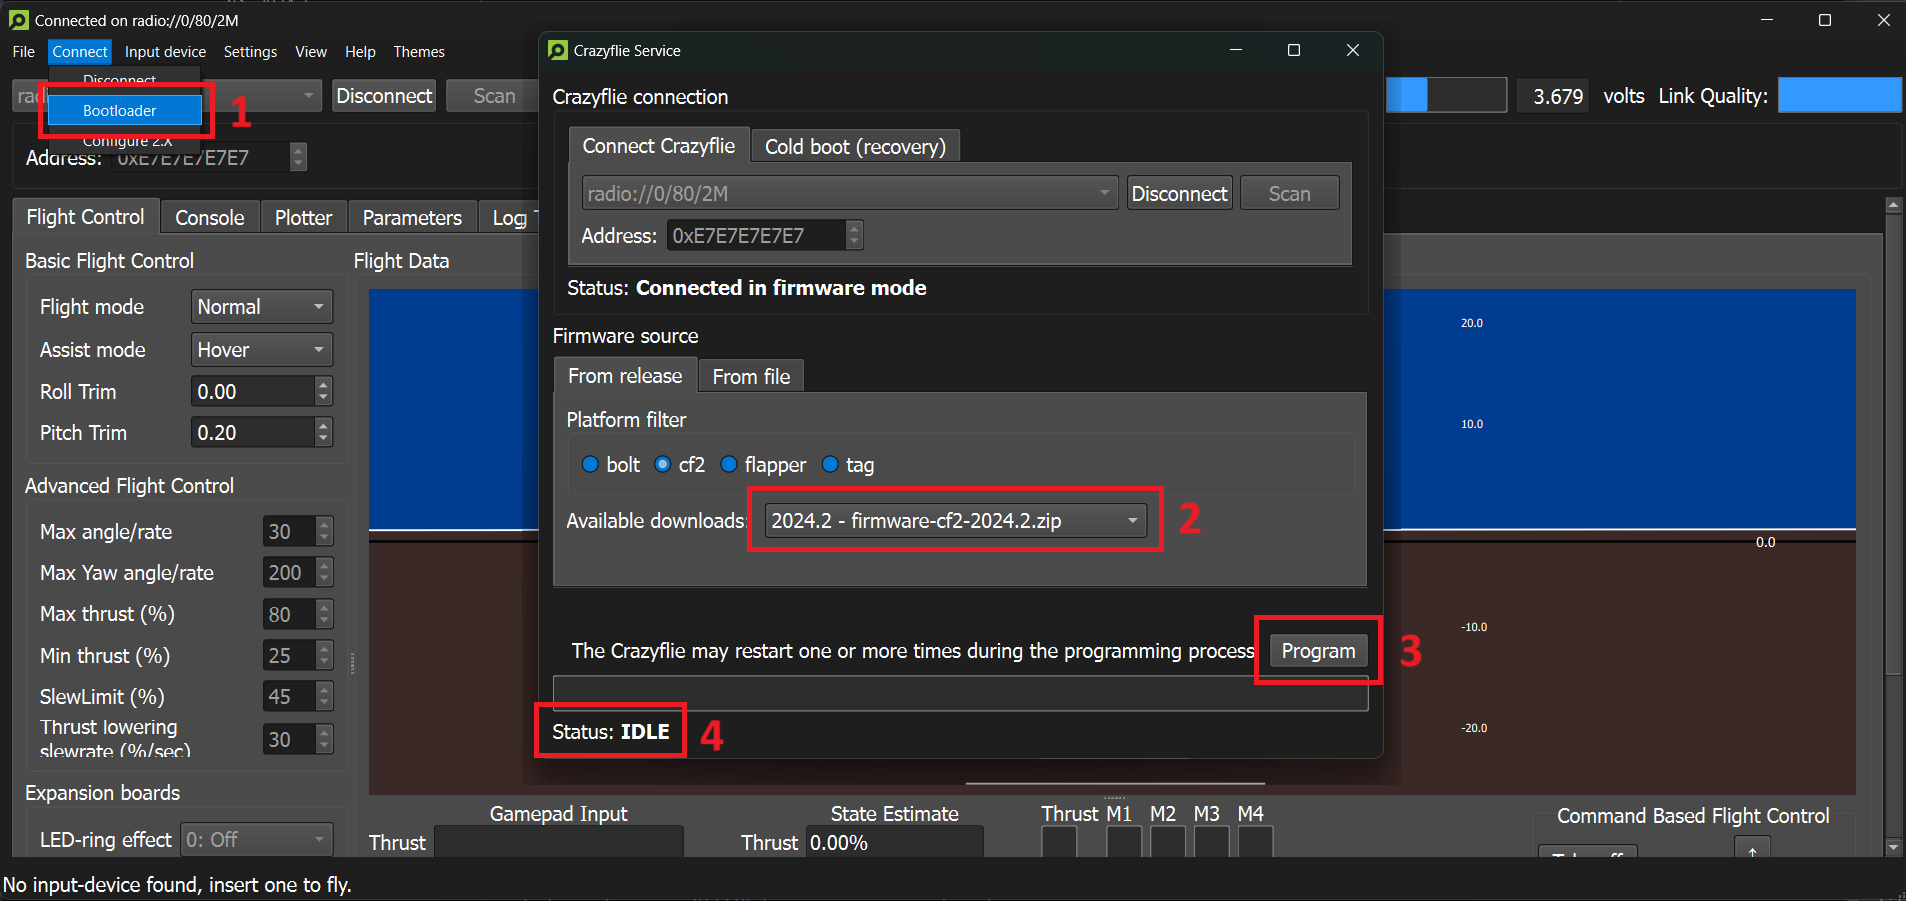 Connected on radio://0/80/2M
File Connect Input device Settings View Help Themes
Disconnect
Bootloader
Configure 2.X
1
Disconnect Scan
3.679 volts Link Quality:
Address: 0xE7E7E7E7E7
Flight Control Console Plotter Parameters Log
Basic Flight Control
Flight mode Normal
Assist mode Hover
Roll Trim 0.00
Pitch Trim 0.20
Advanced Flight Control
Max angle/rate 30
Max Yaw angle/rate 200
Max thrust (%) 80
Min thrust (%) 25
SlewLimit (%) 45
Thrust lowering
slewrate (%/sec) 30
Expansion boards
LED-ring effect 0: Off
Flight Data
20.0
10.0
0.0
-10.0
-20.0
Crazyflie Service
Crazyflie connection
Connect Crazyflie Cold boot (recovery)
radio://0/80/2M Disconnect Scan
Address: 0xE7E7E7E7E7
Status: Connected in firmware mode
Firmware source
From release From file
Platform filter
bolt cf2 flapper tag
Available downloads: 2024.2 - firmware-cf2-2024.2.zip
2
The Crazyflie may restart one or more times during the programming process Program
3
Status: IDLE
4
Gamepad Input State Estimate Thrust M1 M2 M3 M4 Command Based Flight Control
Thrust Thrust 0.00%
No input-device found, insert one to fly.